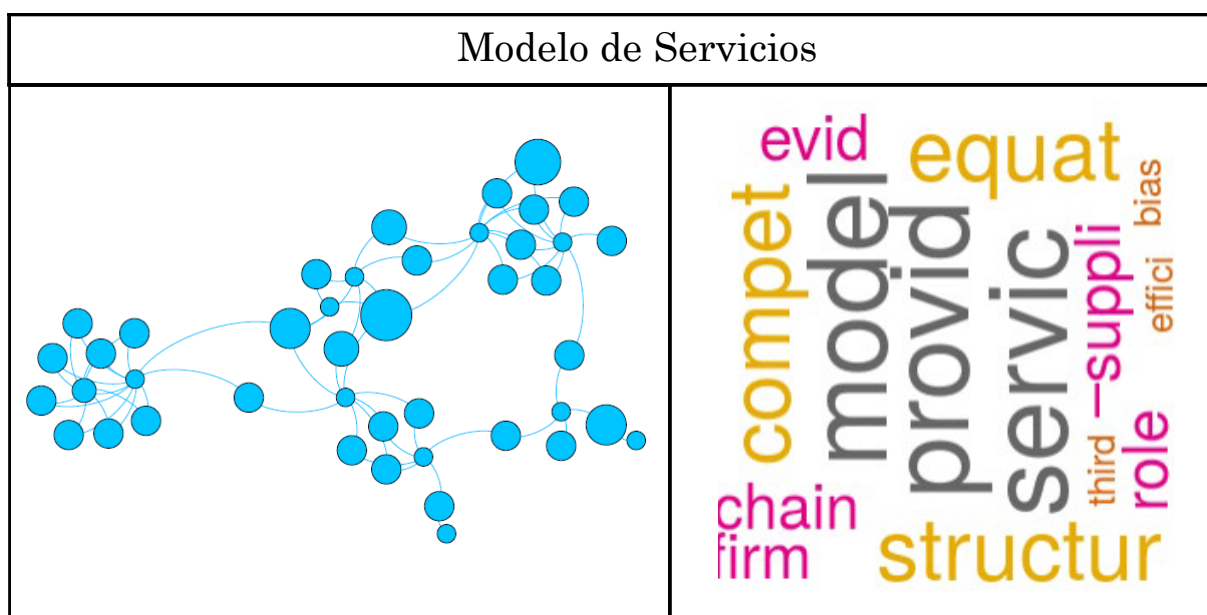 Modelo de Servicios
evid
equat
compet
model
provid
servic
bias
–suppli
effici
third
role
chain
firm
structur